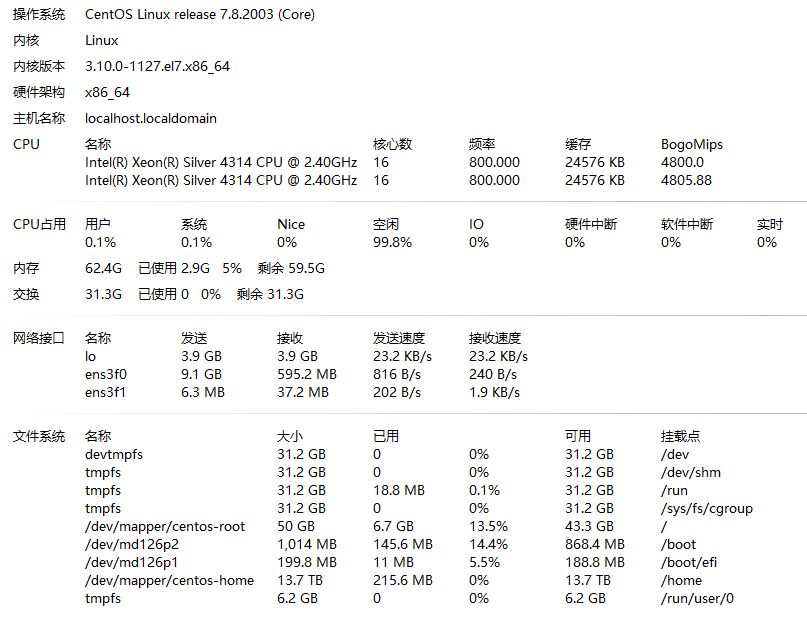 操作系统 CentOS Linux release 7.8.2003 (Core)
内核 Linux
内核版本 3.10.0-1127.el7.x86_64
硬件架构 x86_64
主机名称 localhost.localdomain
CPU 名称 核心数 频率 缓存 BogoMips
Intel(R) Xeon(R) Silver 4314 CPU @ 2.40GHz 16 800.000 24576 KB 4800.0
Intel(R) Xeon(R) Silver 4314 CPU @ 2.40GHz 16 800.000 24576 KB 4805.88
CPU占用 用户 系统 Nice 空闲 IO 硬件中断 软件中断 实时
0.1% 0.1% 0% 99.8% 0% 0% 0% 0%
内存 62.4G 已使用 2.9G 5% 剩余 59.5G
交换 31.3G 已使用 0 0% 剩余 31.3G
网络接口 名称 发送 接收 发送速度 接收速度
lo 3.9 GB 3.9 GB 23.2 KB/s 23.2 KB/s
ens3f0 9.1 GB 595.2 MB 816 B/s 240 B/s
ens3f1 6.3 MB 37.2 MB 202 B/s 1.9 KB/s
文件系统 名称 大小 已用 可用 挂载点
devtmpfs 31.2 GB 0 0% 31.2 GB /dev
tmpfs 31.2 GB 0 0% 31.2 GB /dev/shm
tmpfs 31.2 GB 18.8 MB 0.1% 31.2 GB /run
tmpfs 31.2 GB 0 0% 31.2 GB /sys/fs/cgroup
/dev/mapper/centos-root 50 GB 6.7 GB 13.5% 43.3 GB /
/dev/md126p2 1,014 MB 145.6 MB 14.4% 868.4 MB /boot
/dev/md126p1 199.8 MB 11 MB 5.5% 188.8 MB /boot/efi
/dev/mapper/centos-home 13.7 TB 215.6 MB 0% 13.7 TB /home
tmpfs 6.2 GB 0 0% 6.2 GB /run/user/0